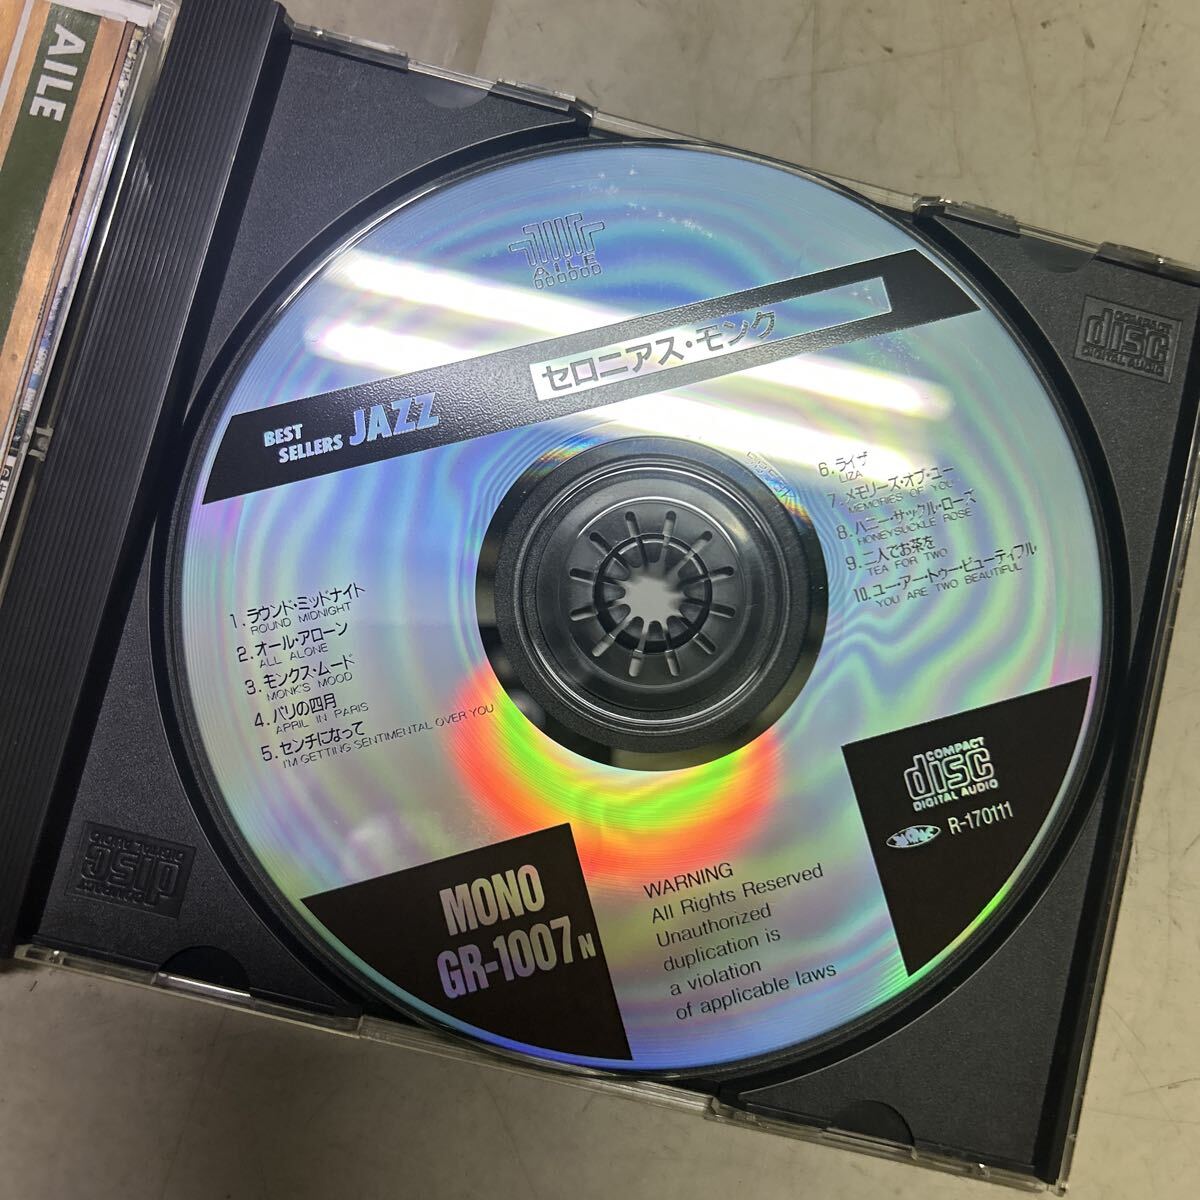 AILE
AILE
BEST
SELLERS JAZZ
セロニアス・モンク
1. ラウンド・ミッドナイト
ROUND MIDNIGHT
2. オール・アローン
ALL ALONE
3. モンクス・ムード
MONK'S MOOD
4. パリの四月
APRIL IN PARIS
5. センチになって
I'M GETTING SENTIMENTAL OVER YOU
6. ライザ
LIZA
7. メモリーズ・オブ・ユー
MEMORIES OF YOU
8. ハニー・サックル・ローズ
HONEYSUCKLE ROSE
9. 二人でお茶を
TEA FOR TWO
10. ユー・アー・トゥー・ビューティフル
YOU ARE TWO BEAUTIFUL
MONO
GR-1007N
WARNING
All Rights Reserved
Unauthorized
duplication is
a violation
of applicable laws
COMPACT
disc
DIGITAL AUDIO
R-170111
COMPACT
disc
DIGITAL AUDIO
COMPACT
disc
DIGITAL AUDIO